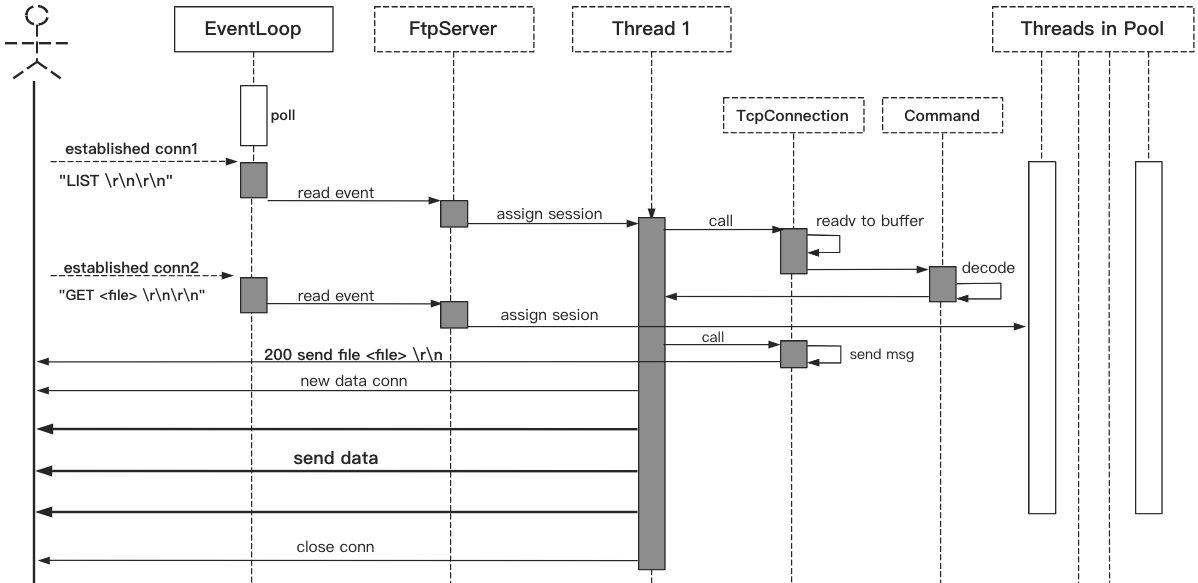 EventLoop
FtpServer
Thread 1
Threads in Pool
poll
TcpConnection
Command
established conn1
"LIST \r\n\r\n"
read event
assign session
call
readv to buffer
established conn2
"GET <file> \r\n\r\n"
read event
decode
assign sesion
call
200 send file <file> \r\n
send msg
new data conn
send data
close conn